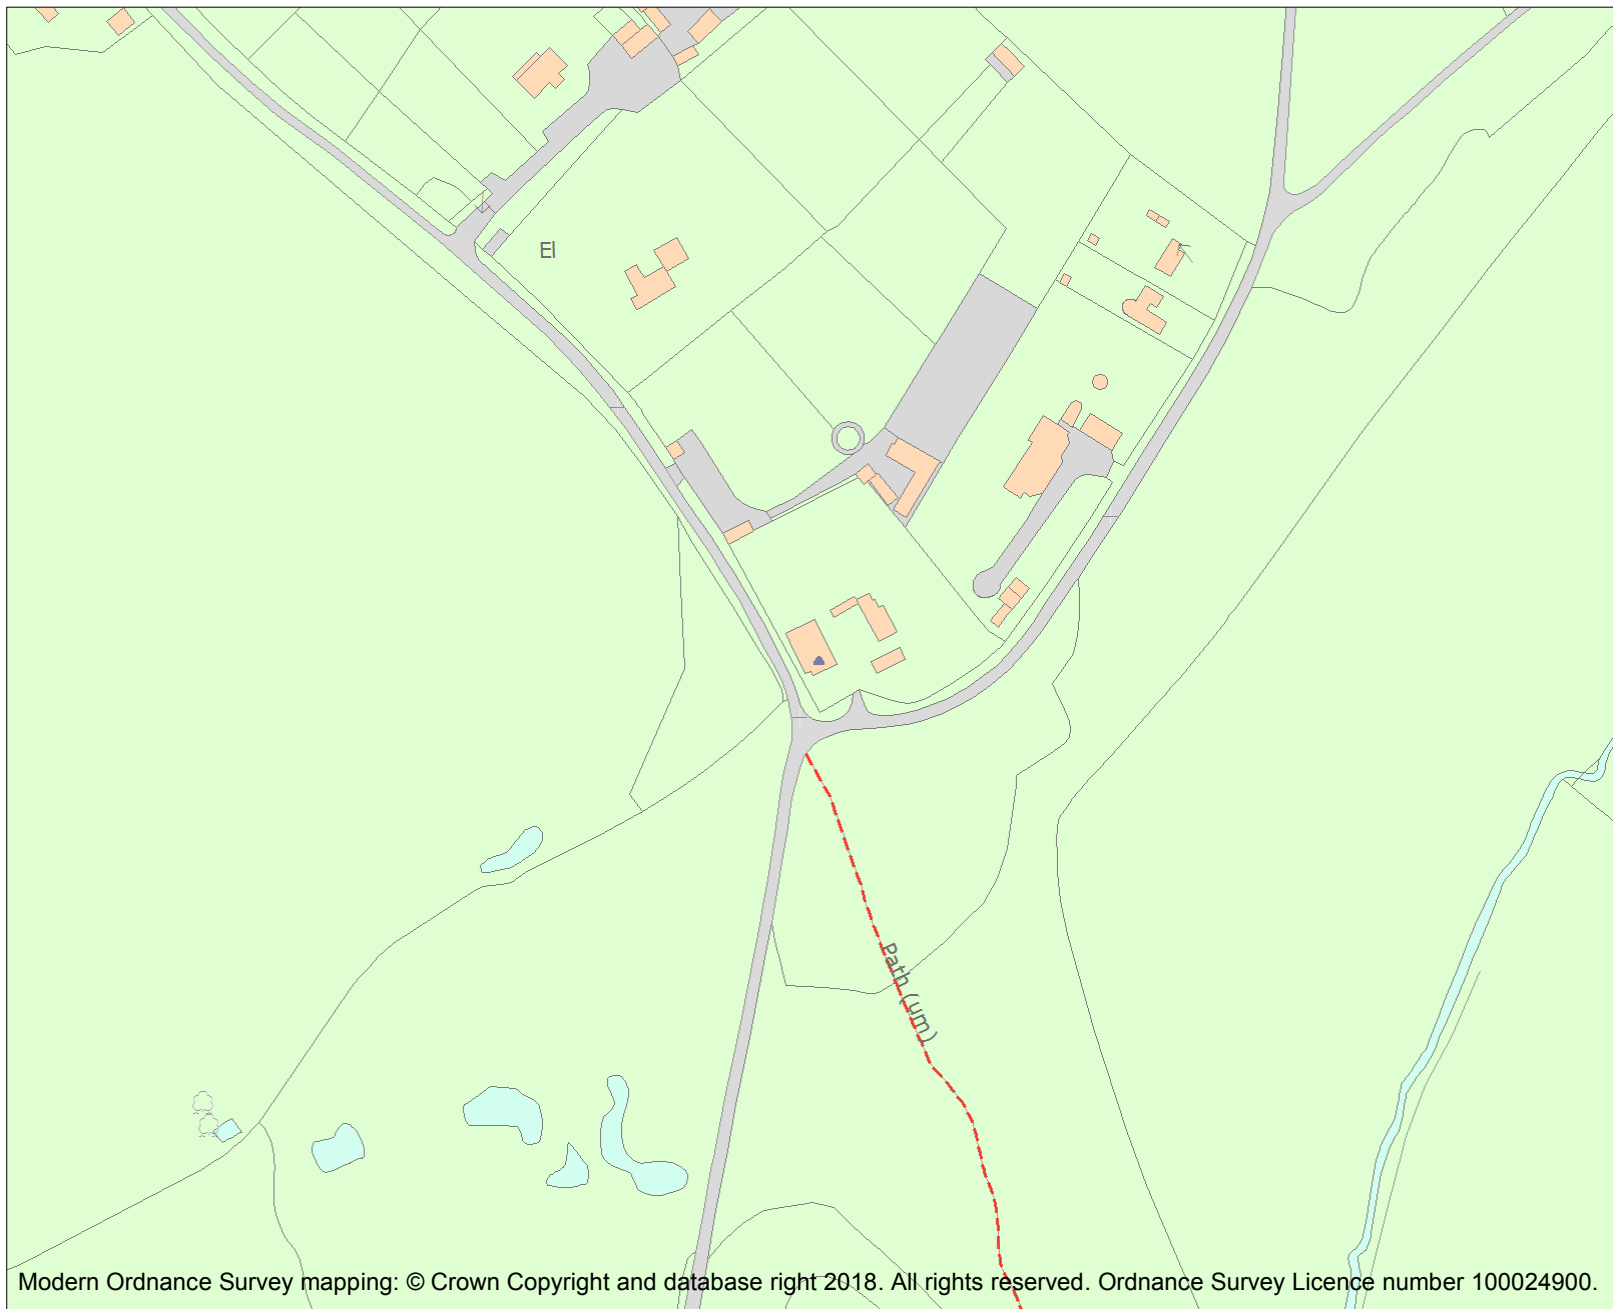 El
Path (um)
Modern Ordnance Survey mapping: © Crown Copyright and database right 2018. All rights reserved. Ordnance Survey Licence number 100024900.